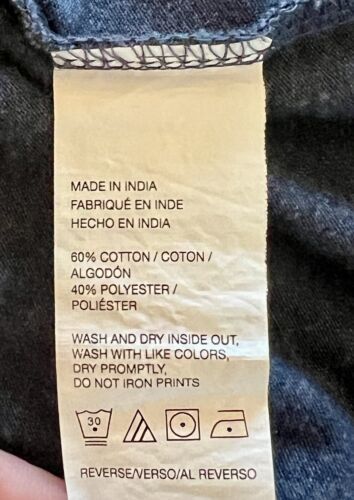 MADE IN INDIA
FABRIQUÉ EN INDE
HECHO EN INDIA
60% COTTON / COTON /
ALGODÓN
40% POLYESTER /
POLIÉSTER
WASH AND DRY INSIDE OUT,
WASH WITH LIKE COLORS,
DRY PROMPTLY,
DO NOT IRON PRINTS
30
REVERSE/VERSO/AL REVERSO